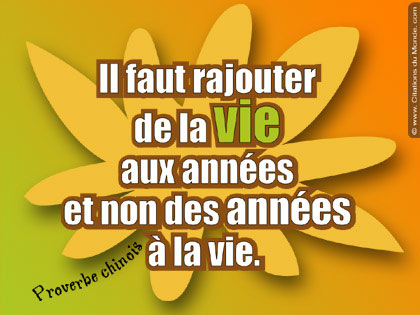 Il faut rajouter
de la vie
aux années
et non des années
à la vie.
Proverbe chinois
© www. Citations du Monde. com